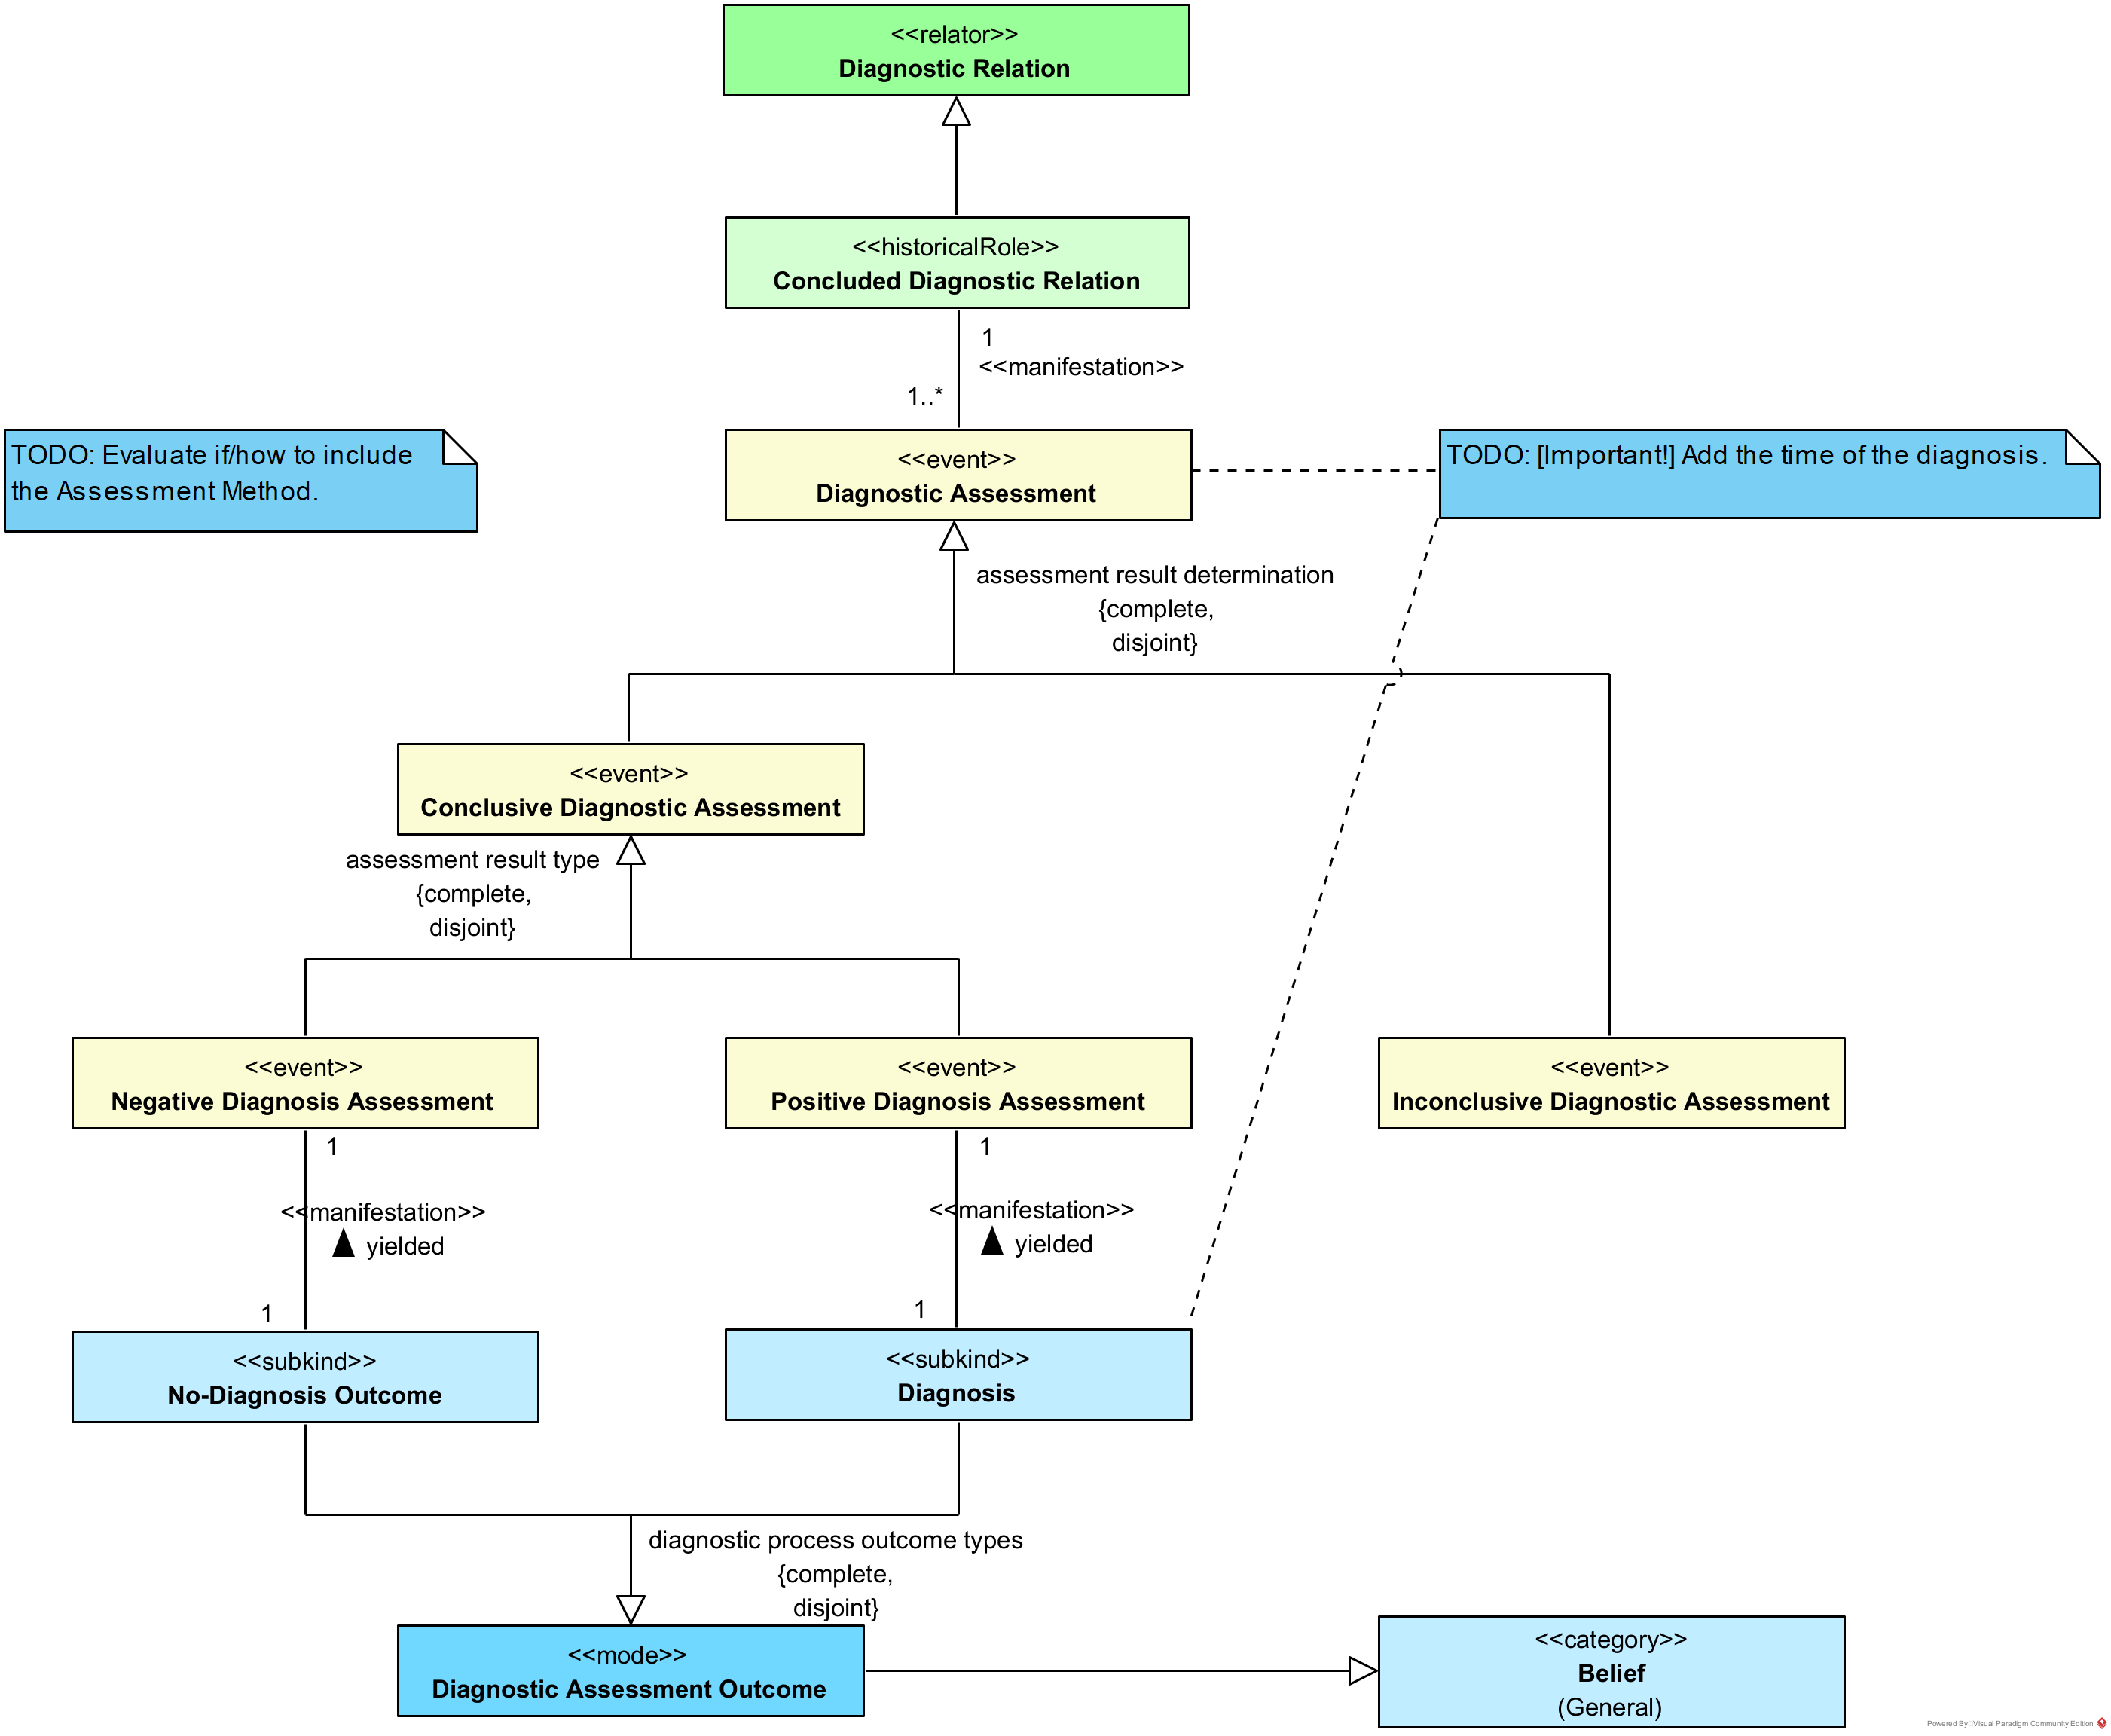 <<relator>>
Diagnostic Relation
<<historicalRole>>
Concluded Diagnostic Relation
1
<<manifestation>>
1..*
TODO: Evaluate if/how to include
the Assessment Method.
<<event>>
Diagnostic Assessment
TODO: [Important!] Add the time of the diagnosis.
assessment result determination
{complete,
disjoint}
<<event>>
Conclusive Diagnostic Assessment
assessment result type
{complete,
disjoint}
<<event>>
Negative Diagnosis Assessment
<<event>>
Positive Diagnosis Assessment
<<event>>
Inconclusive Diagnostic Assessment
1
<<manifestation>>
yielded
1
1
<<manifestation>>
yielded
1
<<subkind>>
No-Diagnosis Outcome
<<subkind>>
Diagnosis
diagnostic process outcome types
{complete,
disjoint}
<<mode>>
Diagnostic Assessment Outcome
<<category>>
Belief
(General)
Powered By: Visual Paradigm Community Edition